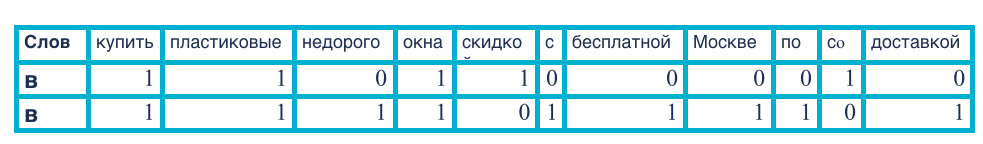 Слов купить пластиковые недорого окна скидко с бесплатной Москве по со доставкой
в 1 1 0 1 1 0 0 0 0 1 0
в 1 1 1 1 0 1 1 1 1 0 1